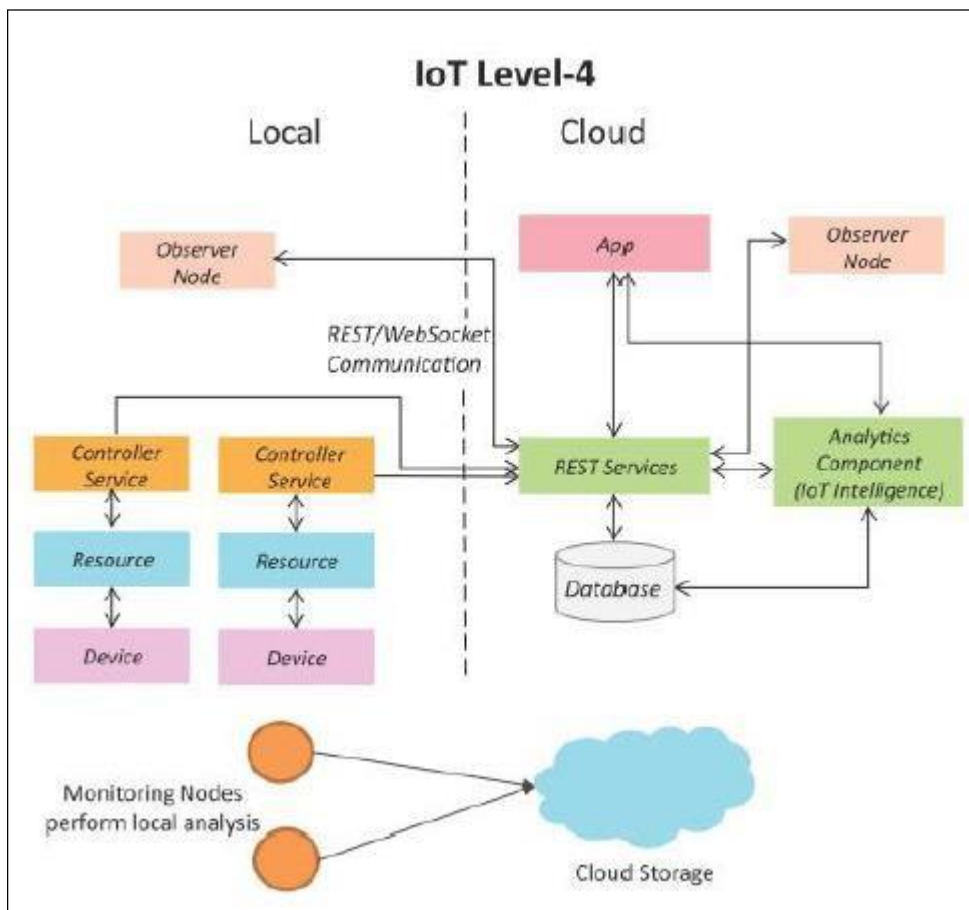 IoT Level-4
Local
Cloud
Observer
Node
App
Observer
Node
REST/WebSocket
Communication
Controller
Service
Controller
Service
REST Services
Analytics
Component
(IoT Intelligence)
Resource
Resource
Database
Device
Device
Monitoring Nodes
perform local analysis
Cloud Storage